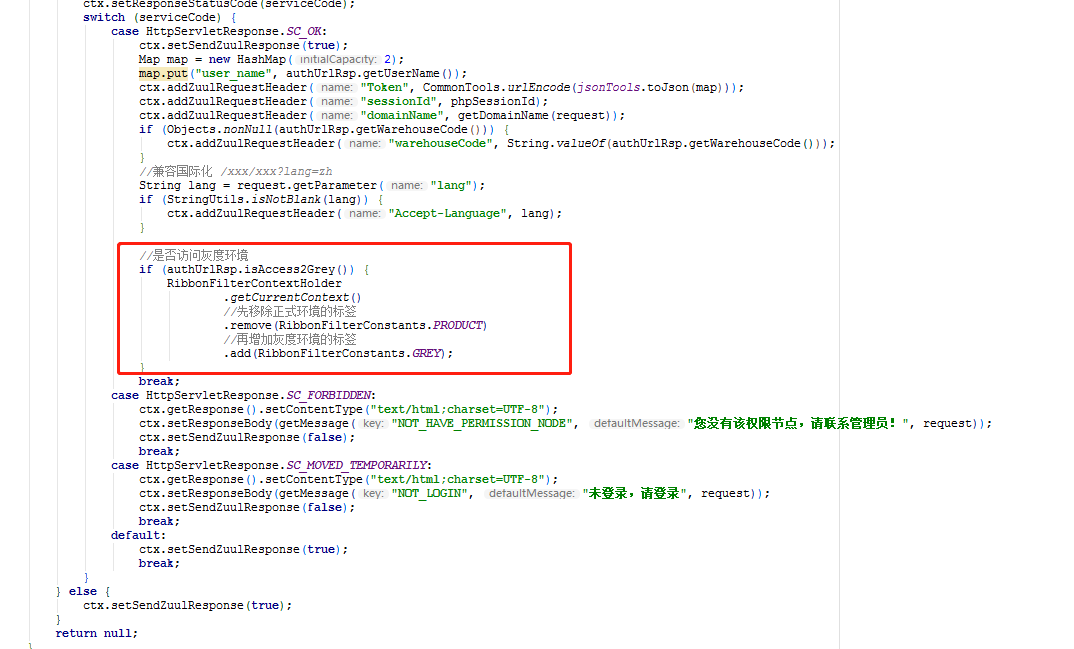 ctx.setResponseStatusCode(serviceCode);
switch (serviceCode) {
case HttpServletResponse.SC_OK:
ctx.setSendZuulResponse(true);
Map map = new HashMap( initialCapacity: 2);
map.put("user_name", authUrlRsp.getUserName());
ctx.addZuulRequestHeader( name: "Token", CommonTools.urlEncode(jsonTools.toJson(map)));
ctx.addZuulRequestHeader( name: "sessionId", phpSessionId);
ctx.addZuulRequestHeader( name: "domainName", getDomainName(request));
if (Objects.nonNull(authUrlRsp.getWarehouseCode())) {
ctx.addZuulRequestHeader( name: "warehouseCode", String.valueOf(authUrlRsp.getWarehouseCode()));
}
//兼容国际化 /xxx/xxx?lang=zh
String lang = request.getParameter( name: "lang");
if (StringUtils.isNotBlank(lang)) {
ctx.addZuulRequestHeader( name: "Accept-Language", lang);
}
//是否访问灰度环境
if (authUrlRsp.isAccess2Grey()) {
RibbonFilterContextHolder
.getCurrentContext()
//先移除正式环境的标签
.remove(RibbonFilterConstants.PRODUCT)
//再增加灰度环境的标签
.add(RibbonFilterConstants.GREY);
}
break;
case HttpServletResponse.SC_FORBIDDEN:
ctx.getResponse().setContentType("text/html;charset=UTF-8");
ctx.setResponseBody(getMessage( key: "NOT_HAVE_PERMISSION_NODE", defaultMessage: "您没有该权限节点，请联系管理员！", request));
ctx.setSendZuulResponse(false);
break;
case HttpServletResponse.SC_MOVED_TEMPORARILY:
ctx.getResponse().setContentType("text/html;charset=UTF-8");
ctx.setResponseBody(getMessage( key: "NOT_LOGIN", defaultMessage: "未登录，请登录", request));
ctx.setSendZuulResponse(false);
break;
default:
ctx.setSendZuulResponse(true);
break;
}
} else {
ctx.setSendZuulResponse(true);
}
return null;
}